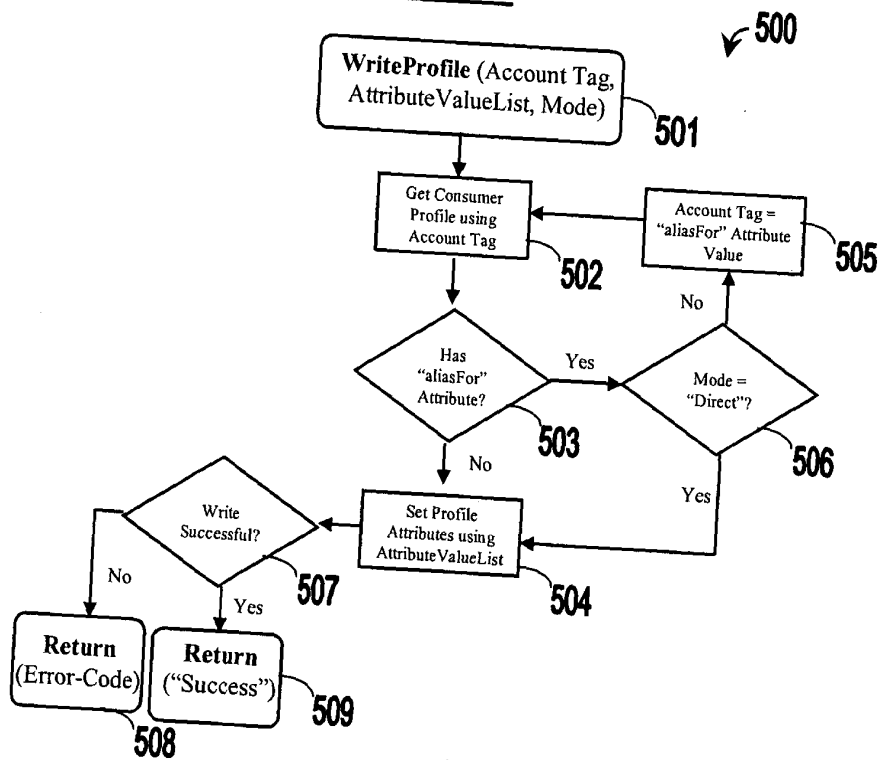 500
WriteProfile (Account Tag,
AttributeValueList, Mode)
501
Get Consumer
Profile using
Account Tag
502
Account Tag =
“aliasFor” Attribute
Value
505
No
Has
“aliasFor”
Attribute?
503
Yes
Mode =
“Direct”?
506
No
Yes
Write
Successful?
507
Set Profile
Attributes using
AttributeValueList
504
No
Yes
Return
(Error-Code)
508
Return
(“Success”)
509